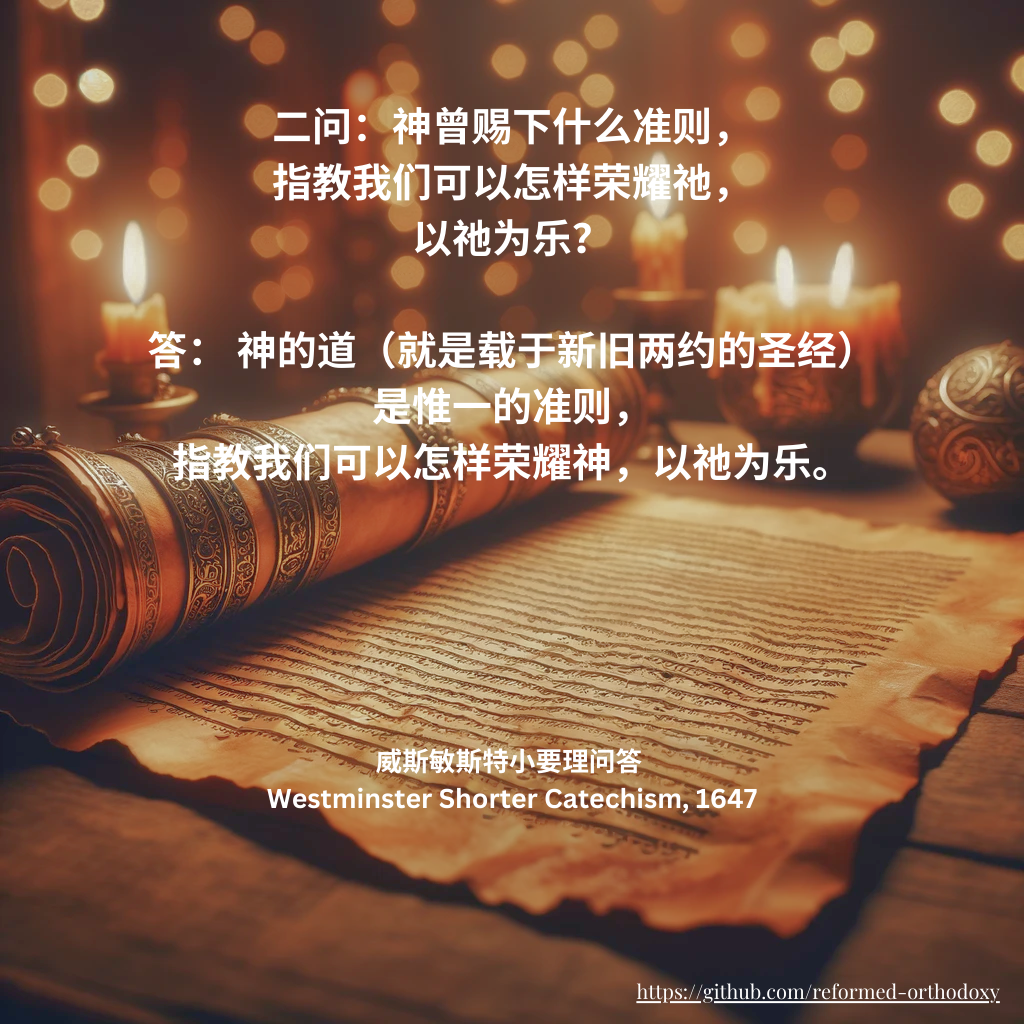 二问：神曾赐下什么准则，
指教我们可以怎样荣耀祂，
以祂为乐？
答： 神的道（就是载于新旧两约的圣经）
是惟一的准则，
指教我们可以怎样荣耀神，以祂为乐。
威斯敏斯特小要理问答
Westminster Shorter Catechism, 1647
https://github.com/reformed-orthodoxy